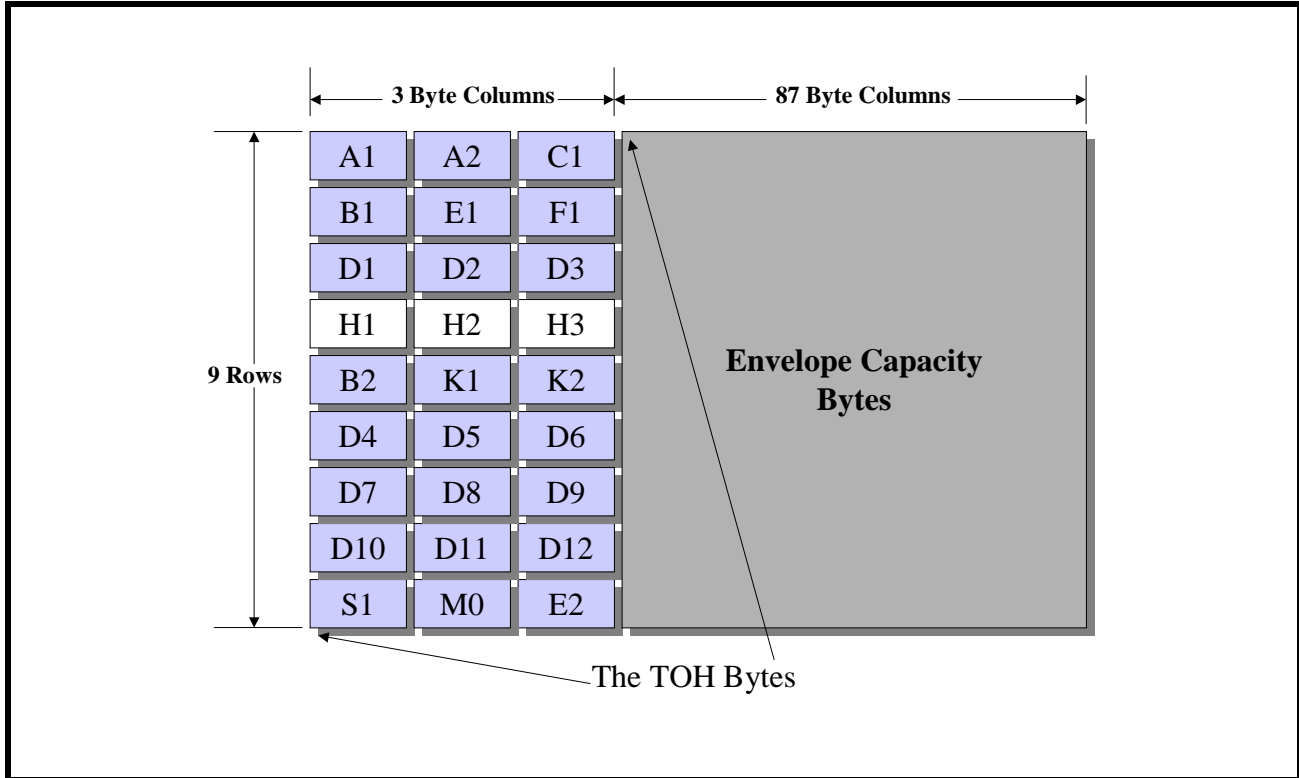 3 Byte Columns 87 Byte Columns
A1 A2 C1
B1 E1 F1
D1 D2 D3
H1 H2 H3
9 Rows
B2 K1 K2
D4 D5 D6
D7 D8 D9
D10 D11 D12
S1 M0 E2
Envelope Capacity
Bytes
The TOH Bytes